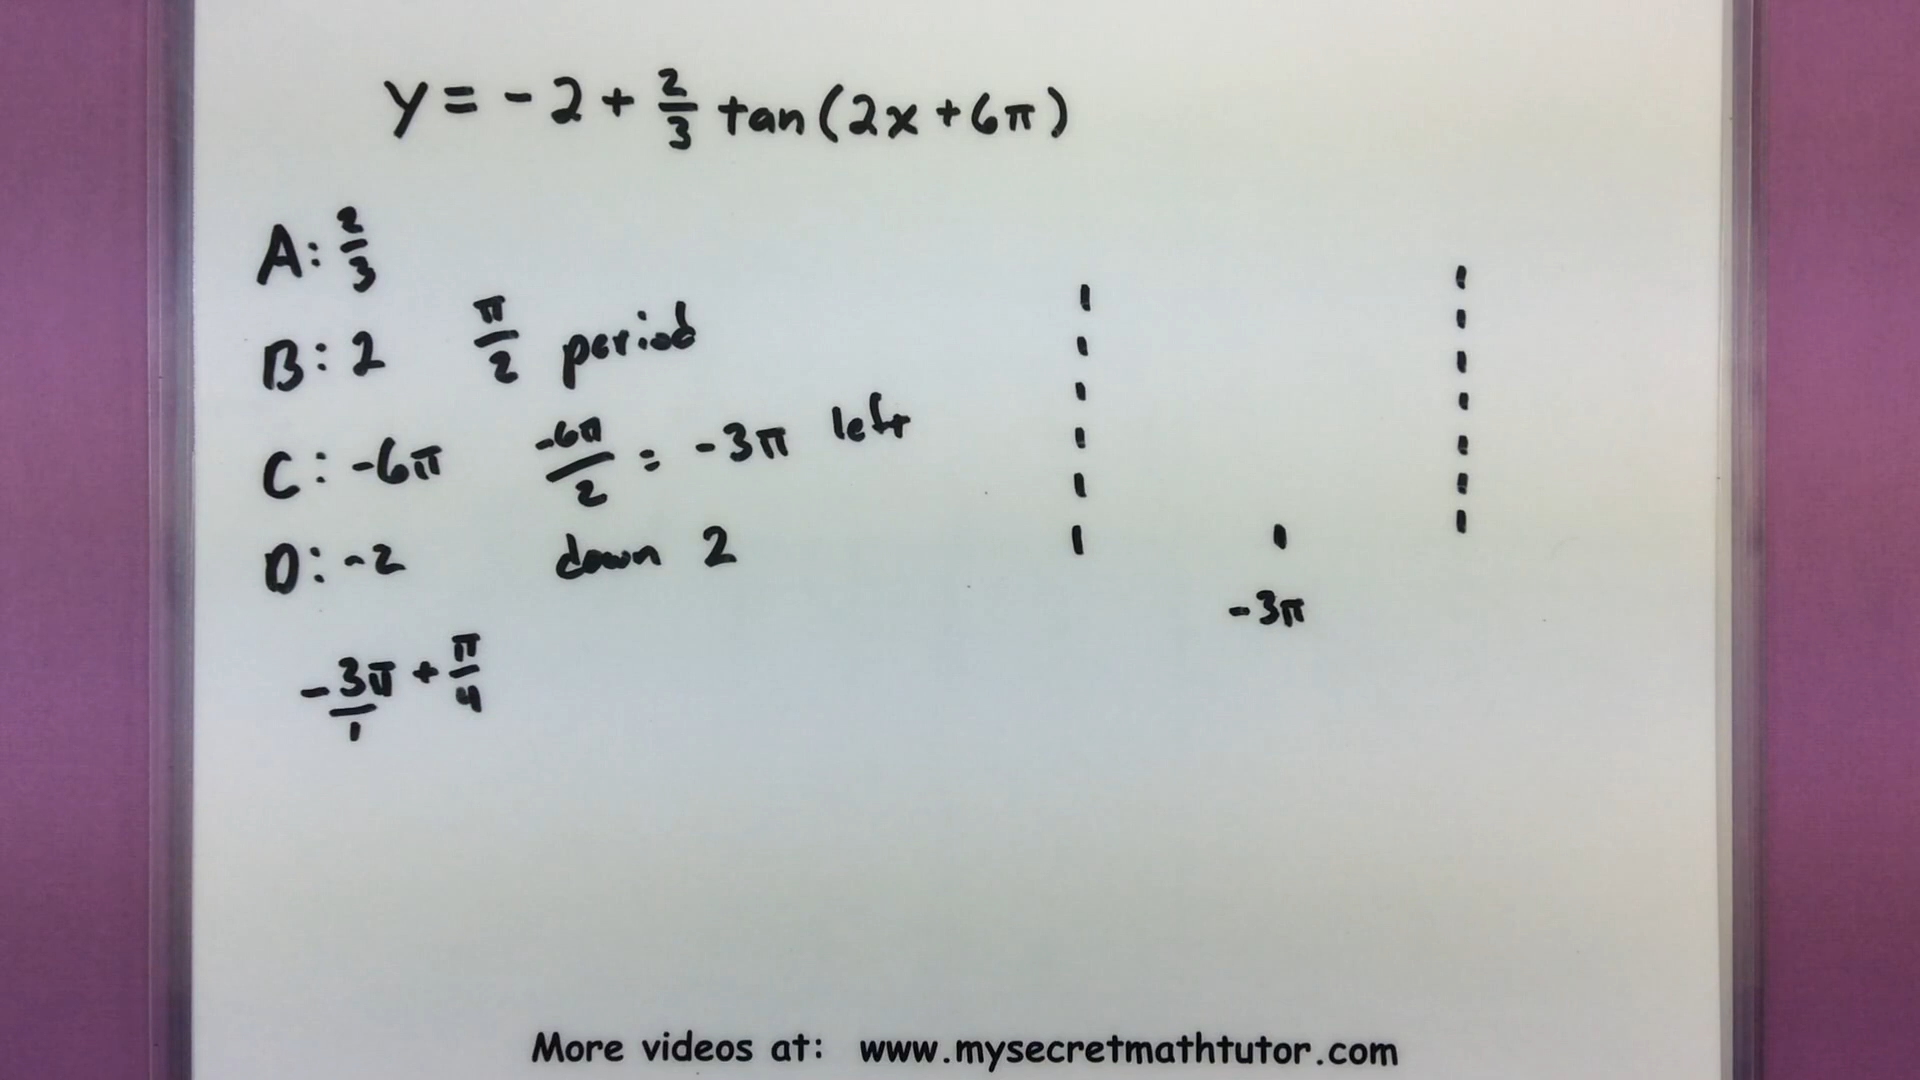 y = -2 + 2/3 tan(2x + 6π)
A: 2/3
B: 2 π/2 period
C: -6π -6π/2 = -3π left
D: -2 down 2
-3π
-3π/1 + π/4
More videos at: www.mysecretmathtutor.com